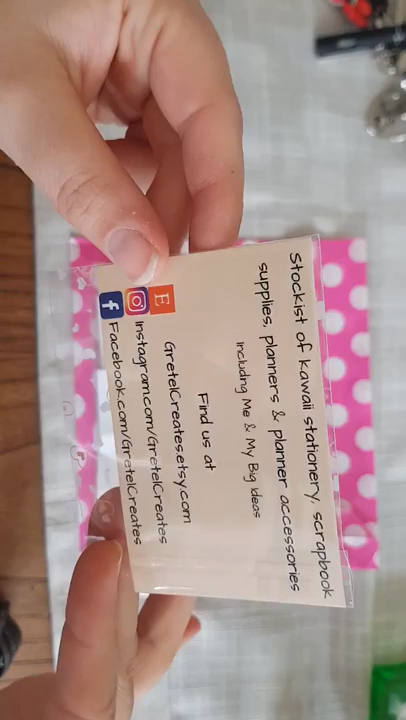 Stockist of kawaii stationery, scrapbook
supplies, planners & planner accessories
Including Me & My Big Ideas
Find us at
E GretelCreates.etsy.com
Instagram.com/GretelCreates
f Facebook.com/GretelCreates